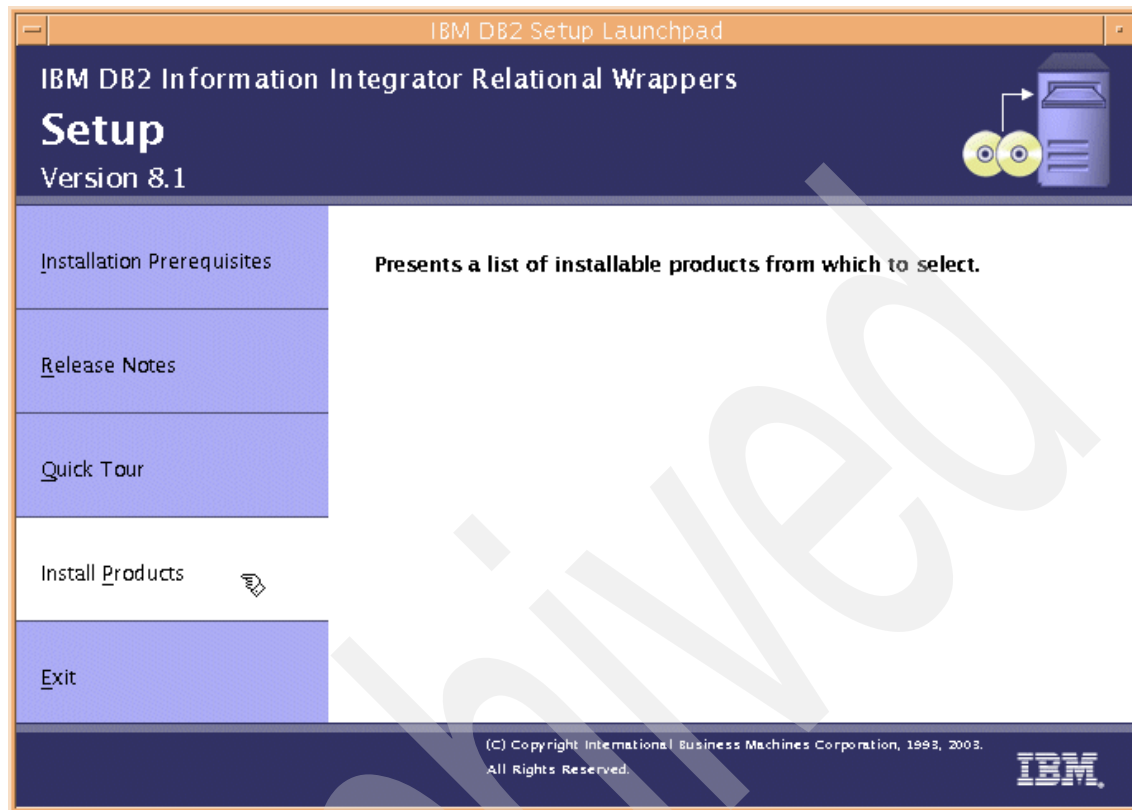 IBM DB2 Setup Launchpad
IBM DB2 Information Integrator Relational Wrappers
Setup
Version 8.1
Installation Prerequisites
Presents a list of installable products from which to select.
Release Notes
Quick Tour
Install Products
Exit
(C) Copyright International Business Machines Corporation, 1993, 2003.
All Rights Reserved.
IBM